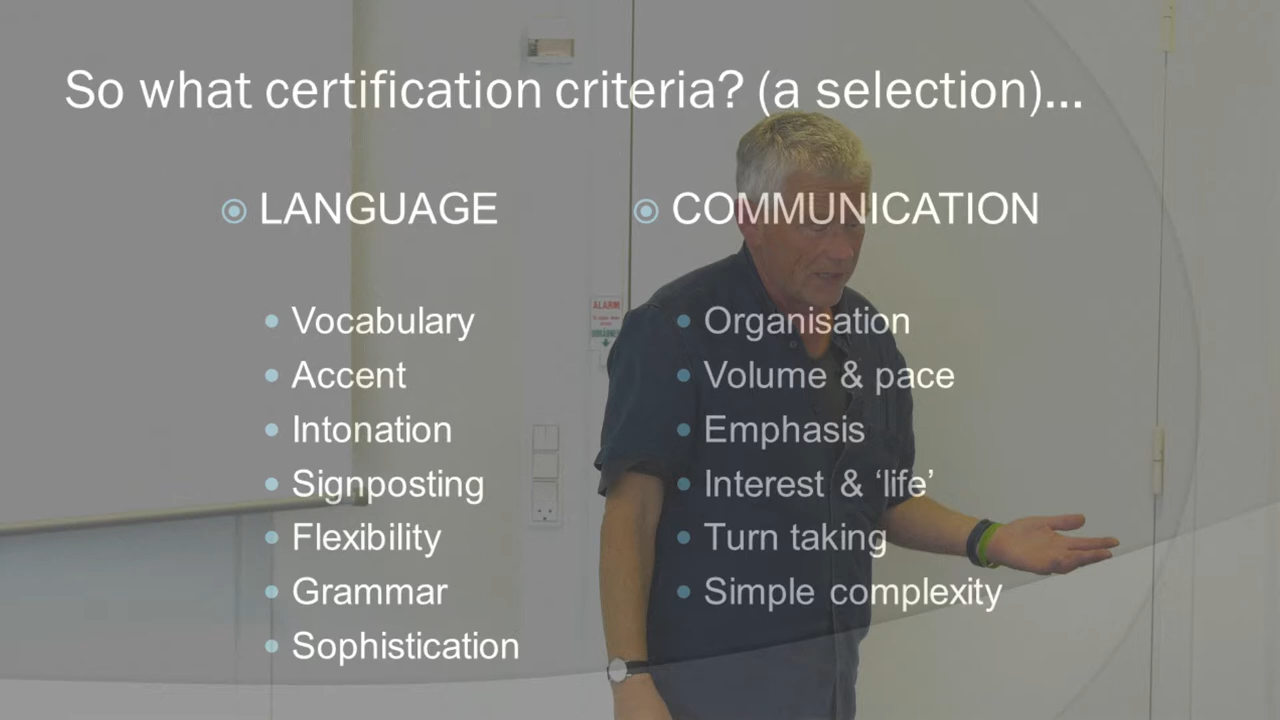 So what certification criteria? (a selection)...
LANGUAGE
Vocabulary
Accent
Intonation
Signposting
Flexibility
Grammar
Sophistication
COMMUNICATION
Organisation
Volume & pace
Emphasis
Interest & ‘life’
Turn taking
Simple complexity
ALARM